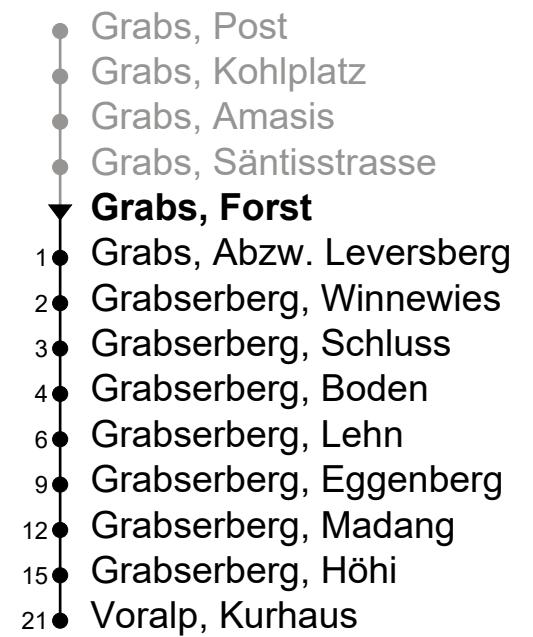 Grabs, Post
Grabs, Kohlplatz
Grabs, Amasis
Grabs, Säntisstrasse
Grabs, Forst
1 Grabs, Abzw. Leversberg
2 Grabserberg, Winnewies
3 Grabserberg, Schluss
4 Grabserberg, Boden
6 Grabserberg, Lehn
9 Grabserberg, Eggenberg
12 Grabserberg, Madang
15 Grabserberg, Höhi
21 Voralp, Kurhaus